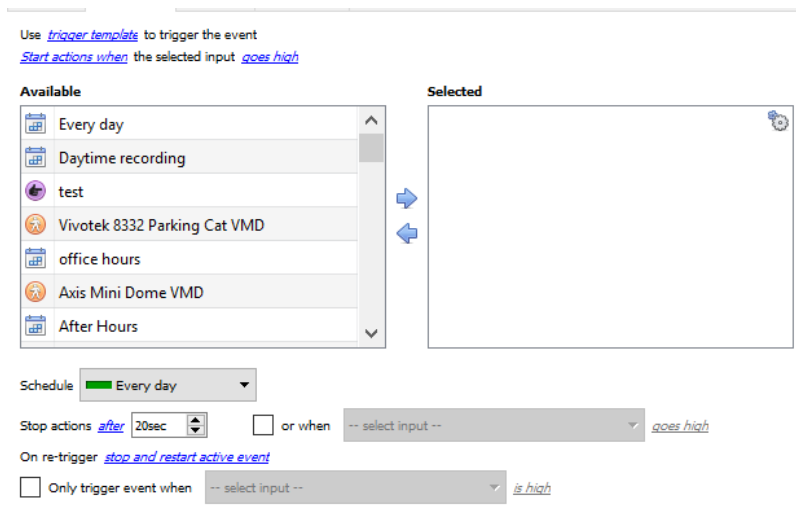 Use trigger template to trigger the event
Start actions when the selected input goes high
Available
Selected
Every day
Daytime recording
test
Vivotek 8332 Parking Cat VMD
office hours
Axis Mini Dome VMD
After Hours
Schedule Every day
Stop actions after 20sec or when -- select input -- goes high
On re-trigger stop and restart active event
Only trigger event when -- select input -- is high